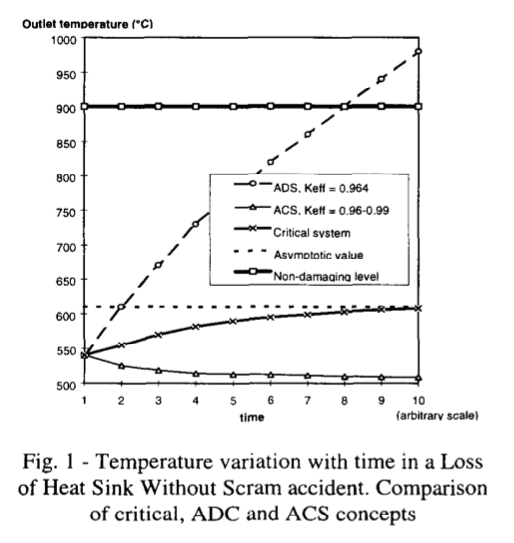 Outlet temperature (°C)
1000
950
900
850
800
750
700
650
600
550
500
ADS. Keff = 0.964
ACS. Keff = 0.96-0.99
Critical system
Asymptotic value
Non-damaging level
1 2 3 4 5 6 7 8 9 10
time
(arbitrary scale)
Fig. 1 - Temperature variation with time in a Loss
of Heat Sink Without Scram accident. Comparison
of critical, ADC and ACS concepts